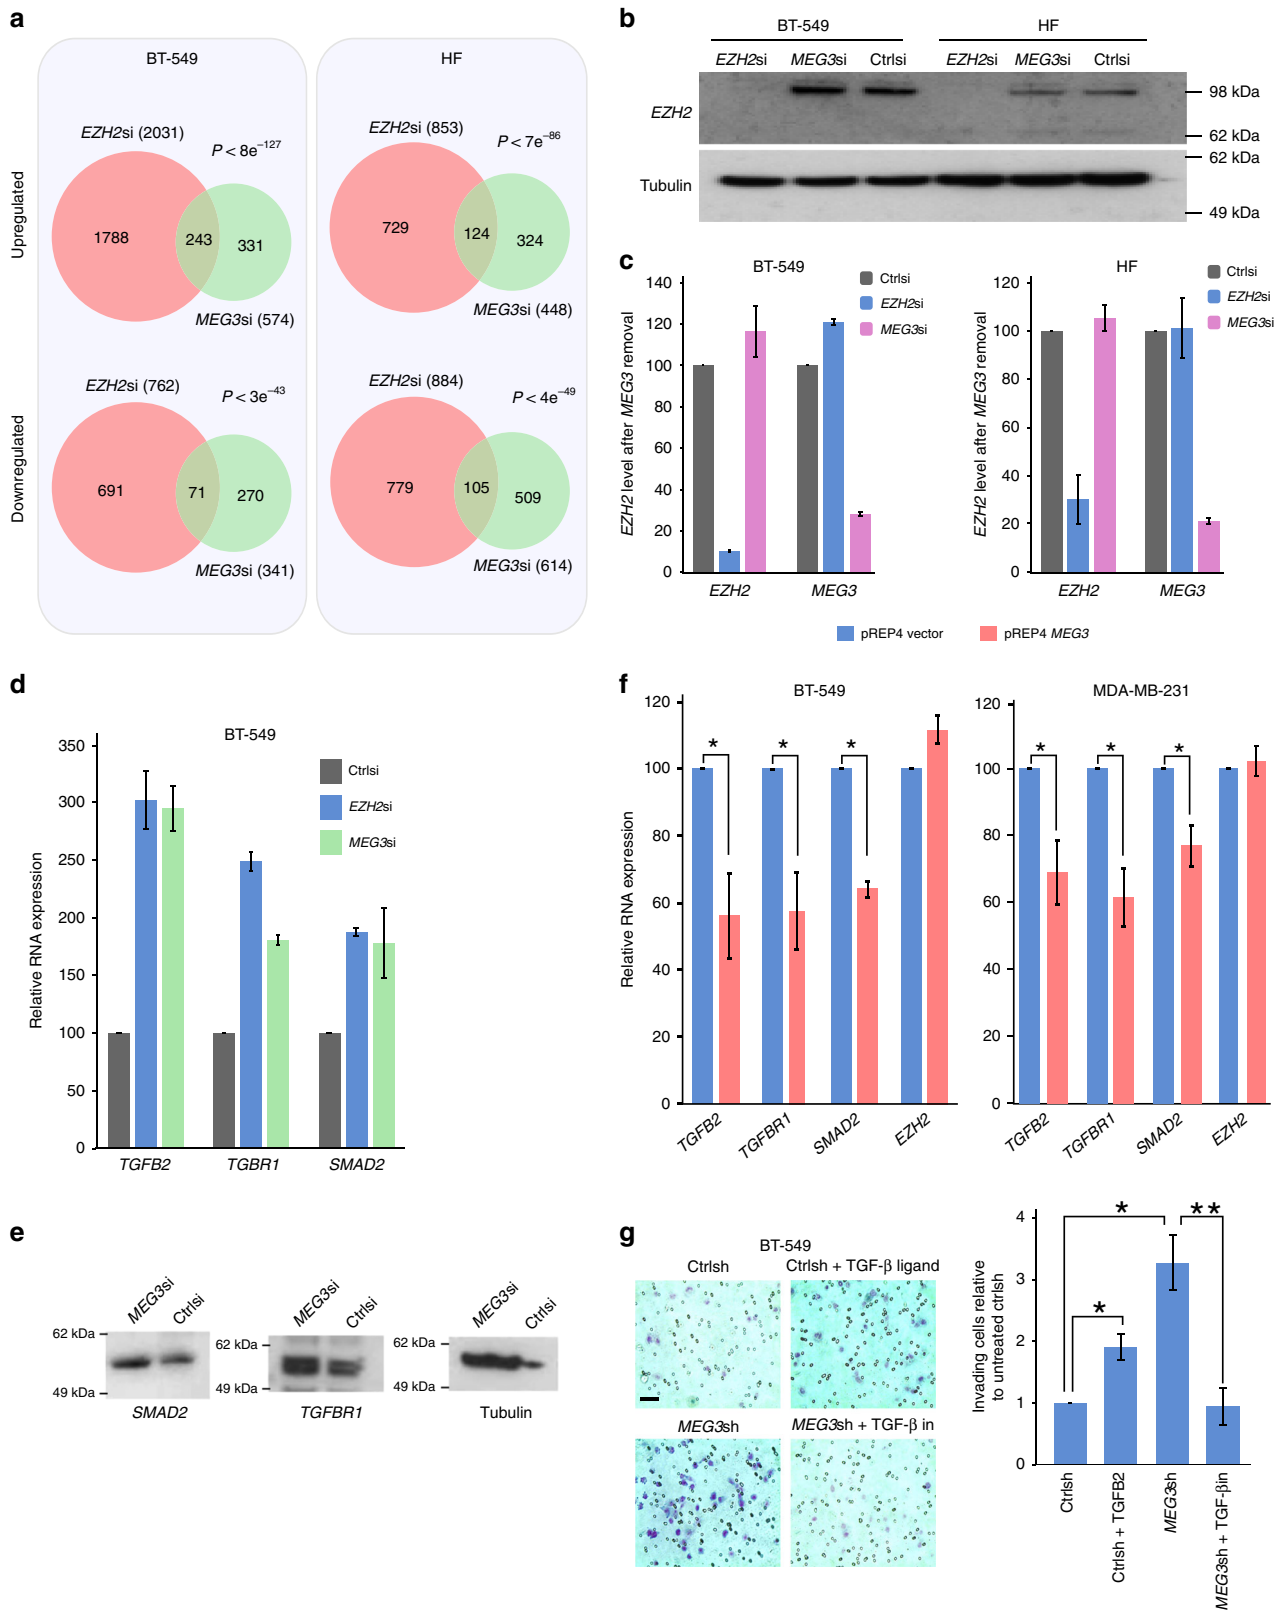 a
BT-549
HF
Upregulated
EZH2si (2031)
P < 8e–127
1788
243
331
MEG3si (574)
EZH2si (853)
P < 7e–86
729
124
324
MEG3si (448)
Downregulated
EZH2si (762)
P < 3e–43
691
71
270
MEG3si (341)
EZH2si (884)
P < 4e–49
779
105
509
MEG3si (614)
b
BT-549
HF
EZH2si MEG3si Ctrlsi EZH2si MEG3si Ctrlsi
EZH2
98 kDa
62 kDa
Tubulin
62 kDa
49 kDa
c
BT-549
EZH2 level after MEG3 removal
140
120
100
80
60
40
20
0
EZH2 MEG3
Ctrlsi
EZH2si
MEG3si
HF
EZH2 level after MEG3 removal
120
100
80
60
40
20
0
EZH2 MEG3
Ctrlsi
EZH2si
MEG3si
pREP4 vector
pREP4 MEG3
d
BT-549
Relative RNA expression
350
300
250
200
150
100
50
0
TGFB2 TGBR1 SMAD2
Ctrlsi
EZH2si
MEG3si
e
MEG3si
Ctrlsi
62 kDa
49 kDa
SMAD2
MEG3si
Ctrlsi
62 kDa
49 kDa
TGFBR1
MEG3si
Ctrlsi
62 kDa
49 kDa
Tubulin
f
BT-549
Relative RNA expression
120
100
80
60
40
20
0
* * *
TGFB2 TGFBR1 SMAD2 EZH2
MDA-MB-231
120
100
80
60
40
20
0
* * *
TGFB2 TGFBR1 SMAD2 EZH2
g
BT-549
Ctrlsh
Ctrlsh + TGF-β ligand
MEG3sh
MEG3sh + TGF-β in
Invading cells relative
to untreated ctrlsh
4
3
2
1
0
*
*
**
Ctrlsh
Ctrlsh + TGFB2
MEG3sh
MEG3sh + TGF-βin